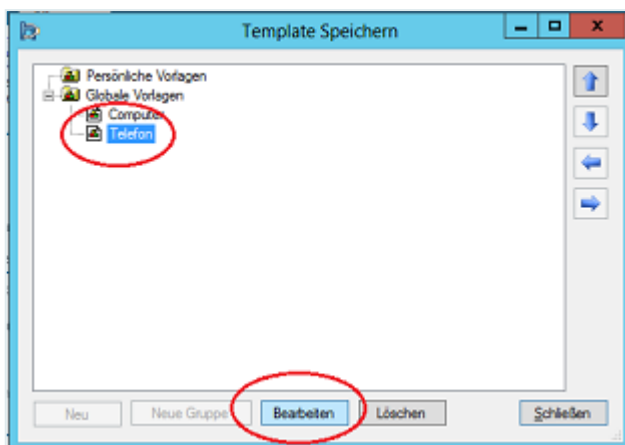 Template Speichern
Persönliche Vorlagen
Globale Vorlagen
Computer
Telefon
Neu
Neue Gruppe
Bearbeiten
Löschen
Schließen